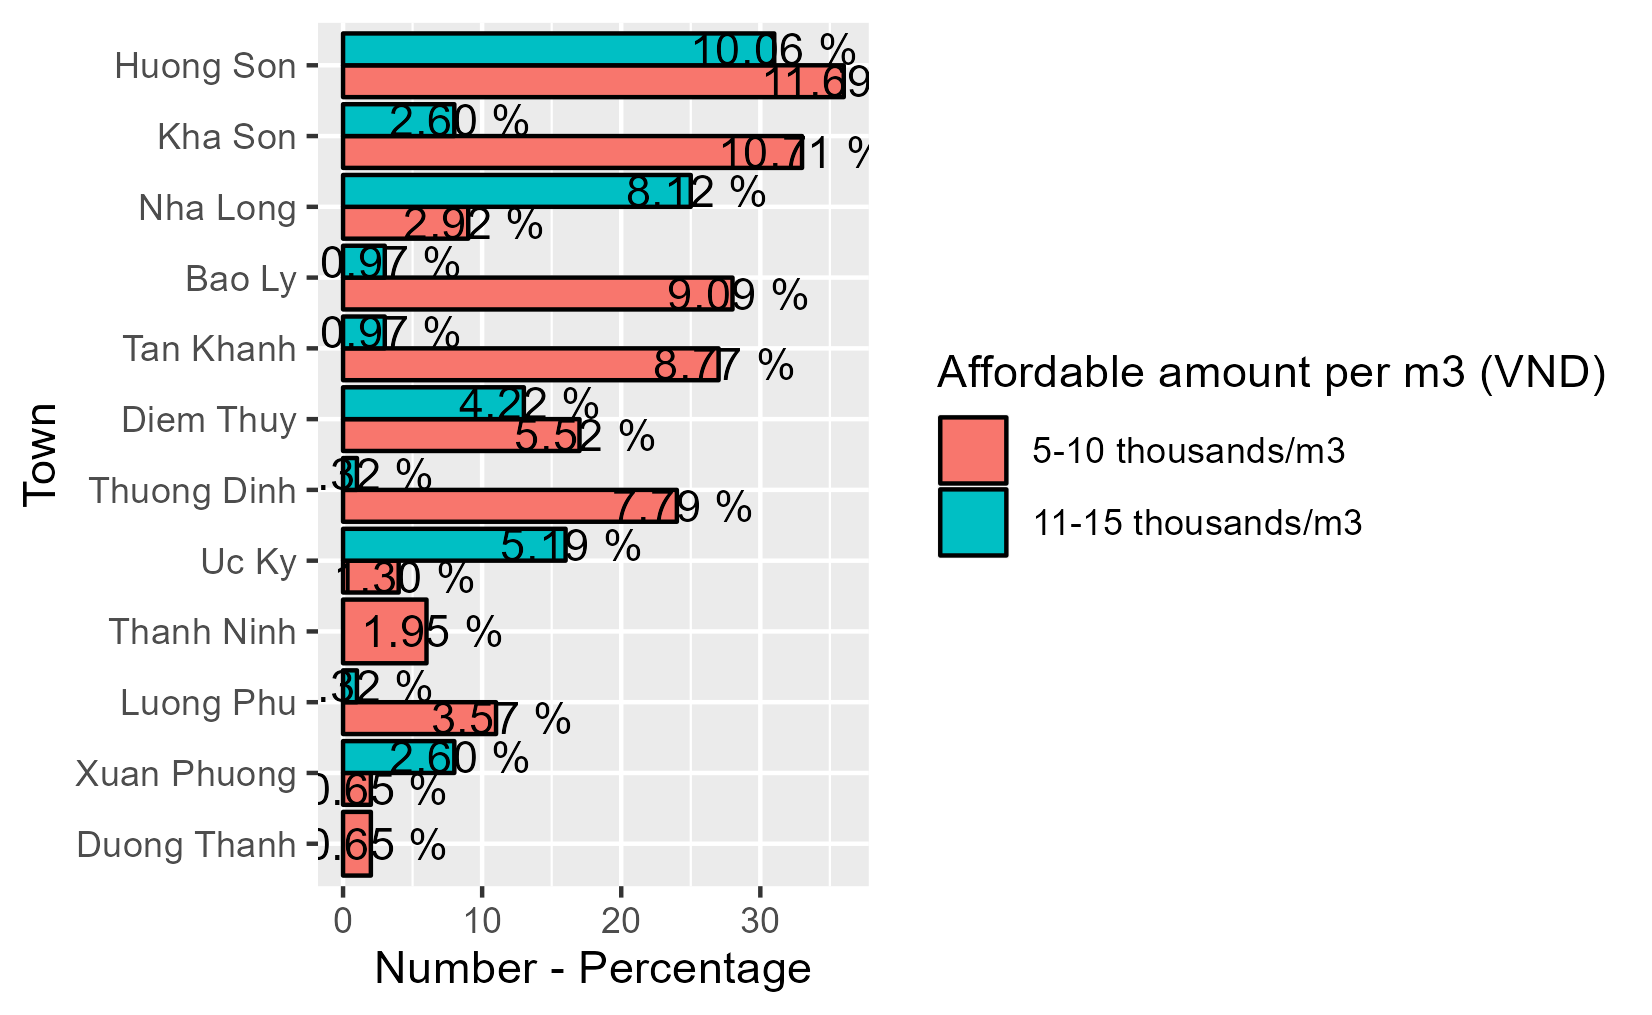 Huong Son
Kha Son
Nha Long
Bao Ly
Tan Khanh
Diem Thuy
Thuong Dinh
Uc Ky
Thanh Ninh
Luong Phu
Xuan Phuong
Duong Thanh
Town
10.06 %
11.69
2.60 %
10.71 %
8.12 %
2.92 %
0.97 %
9.09 %
0.97 %
8.77 %
4.22 %
5.52 %
.32 %
7.79 %
5.19 %
1.30 %
1.95 %
.32 %
3.57 %
2.60 %
0.65 %
0.65 %
0 10 20 30
Number - Percentage
Affordable amount per m3 (VND)
5-10 thousands/m3
11-15 thousands/m3